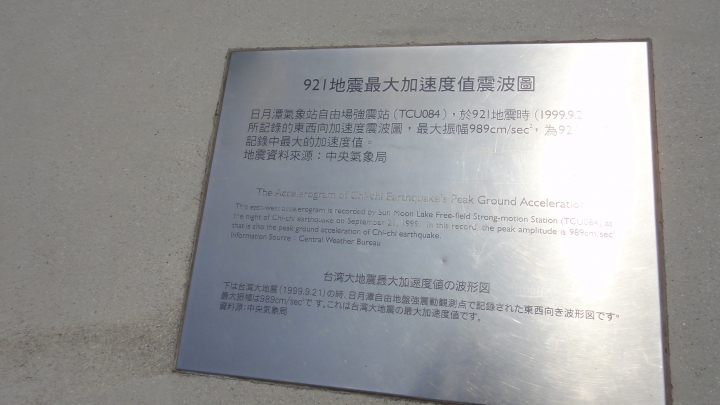 921地震最大加速度值震波圖
日月潭氣象站自由場強震站(TCU084),於921地震時(1999.9.2
所記錄的東西向加速度震波圖,最大振幅989cm/sec²,為92
記錄中最大的加速度值。
地震資料來源:中央氣象局
The Accelerogram of Chi-chi Earthquake's Peak Ground Acceleration
This east-west accelerogram is recorded by Sun Moon Lake Free-field Strong-motion Station (TCU084) at
the night of Chi-chi earthquake on September 21, 1999. In this record, the peak amplitude is 989cm/sec²
that is also the peak ground acceleration of Chi-chi earthquake.
Information Source : Central Weather Bureau
台湾大地震最大加速度値の波形図
下は台湾大地震(1999.9.21)の時、日月潭自由地盤強震動観測点で記録された東西向き波形図です。
最大振幅は989cm/sec²です。これは台湾大地震の最大加速度値です。
資料源:中央氣象局